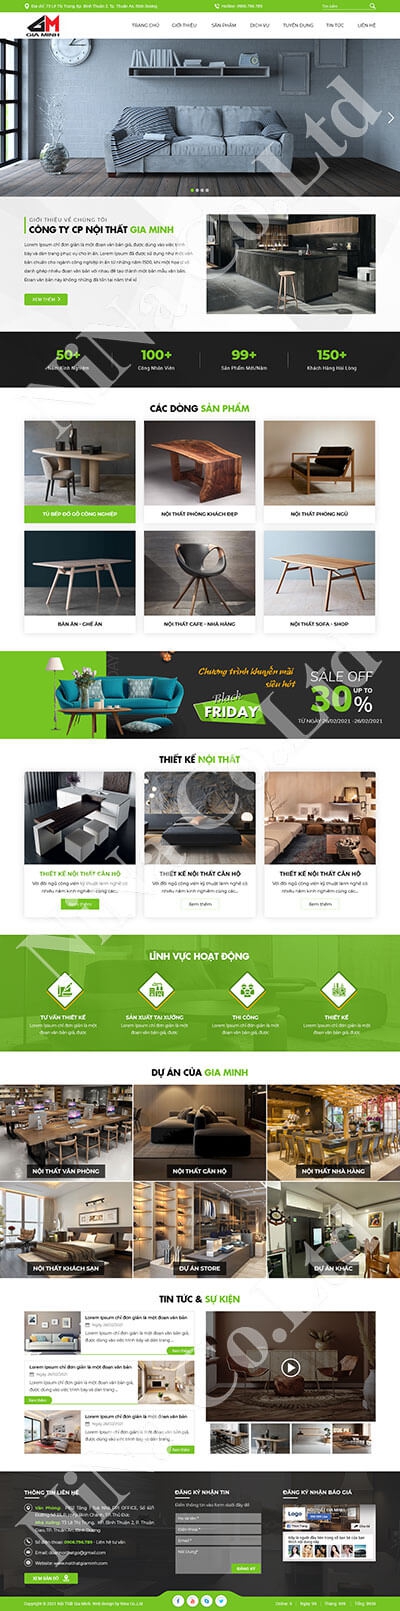 Địa chỉ: 73 Lê Thị Trung, Kp. Bình Thuận 2, Tp. Thuận An, Bình Dương
Hotline: 0908.796.789
Tìm kiếm
GM
GIA MINH
TRANG CHỦ GIỚI THIỆU SẢN PHẨM DỊCH VỤ TUYỂN DỤNG TIN TỨC LIÊN HỆ
GIỚI THIỆU VỀ CHÚNG TÔI
CÔNG TY CP NỘI THẤT GIA MINH
Lorem Ipsum chỉ đơn giản là một đoạn văn bản giả, được dùng vào việc trình
bày và dàn trang phục vụ cho in ấn. Lorem Ipsum đã được sử dụng như một văn
bản chuẩn cho ngành công nghiệp in ấn từ những năm 1500, khi một họa sĩ vô
danh ghép nhiều đoạn văn bản với nhau để tạo thành một bản mẫu văn bản.
Đoạn văn bản này không những đã tồn tại năm thế kỉ
XEM THÊM
50+ 100+ 99+ 150+
Năm Kinh Nghiệm Công Nhân Viên Sản Phẩm Mới/Năm Khách Hàng Hài Lòng
CÁC DÒNG SẢN PHẨM
TỦ BẾP ĐỒ GỖ CÔNG NGHIỆP NỘI THẤT PHÒNG KHÁCH ĐẸP NỘI THẤT PHÒNG NGỦ
BÀN ĂN - GHẾ ĂN NỘI THẤT CAFE - NHÀ HÀNG NỘI THẤT SOFA - SHOP
Chương trình khuyến mãi
siêu hót
Black
FRIDAY
SALE OFF
30 UP TO %
TỪ NGÀY 26/02/2021 -26/02/2021
THIẾT KẾ NỘI THẤT
THIẾT KẾ NỘI THẤT CĂN HỘ THIẾT KẾ NỘI THẤT CĂN HỘ THIẾT KẾ NỘI THẤT CĂN HỘ
Với đội ngũ công viên kỹ thuật lành nghề có Với đội ngũ công viên kỹ thuật lành nghề có Với đội ngũ công viên kỹ thuật lành nghề có
nhiều năm kinh nghiệm cùng các... nhiều năm kinh nghiệm cùng các... nhiều năm kinh nghiệm cùng các...
Xem thêm Xem thêm Xem thêm
LĨNH VỰC HOẠT ĐỘNG
TƯ VẤN THIẾT KẾ SẢN XUẤT TẠI XƯỞNG THI CÔNG THIẾT KẾ
Lorem Ipsum chỉ đơn giản là một Lorem Ipsum chỉ đơn giản là một Lorem Ipsum chỉ đơn giản là một Lorem Ipsum chỉ đơn giản là một
đoạn văn bản giả, được đoạn văn bản giả, được đoạn văn bản giả, được đoạn văn bản giả, được
DỰ ÁN CỦA GIA MINH
NỘI THẤT VĂN PHÒNG NỘI THẤT CĂN HỘ NỘI THẤT NHÀ HÀNG
NỘI THẤT KHÁCH SẠN DỰ ÁN STORE DỰ ÁN KHÁC
TIN TỨC & SỰ KIỆN
Lorem Ipsum chỉ đơn giản là một đoạn văn bản
Ngày 26/02/2021
Lorem Ipsum chỉ đơn giản là một đoạn văn bản giả,
được dùng vào việc trình bày và dàn trang ...
Xem thêm
Lorem Ipsum chỉ đơn giản là một đoạn văn bản
Ngày 26/02/2021
Lorem Ipsum chỉ đơn giản là một đoạn văn bản giả,
được dùng vào việc trình bày và dàn trang ...
Xem thêm
Lorem Ipsum chỉ đơn giản là một đoạn văn bản
Ngày 26/02/2021
Lorem Ipsum chỉ đơn giản là một đoạn văn bản giả,
được dùng vào việc trình bày và dàn trang ...
Xem thêm
THÔNG TIN LIÊN HỆ
Văn Phòng:
Nhà Xưởng: 73 Lê Thị Trung, KP. Bình Thuận 2, P. Thuận
Giao, TP. Thuận An, Bình Dương
Số điện thoại: 0908.796.789 - Liên hệ tư vấn
Website: www.noithatgiaminh.com
XEM BẢN ĐỒ
ĐĂNG KÝ NHẬN TIN
Điền thông tin vào form dưới đây để
Họ và tên *
Điện thoại *
Email *
Nội Dung*
ĐĂNG KÝ
ĐĂNG KÝ NHẬN BÁO GIÁ
Logo
Chia sẻ
Copyright © 2021 Nội Thất Gia Minh. Web design by Nina Co.,Ltd
NiNa Co.Ltd
NiNa Co.Ltd
NiNa Co.Ltd